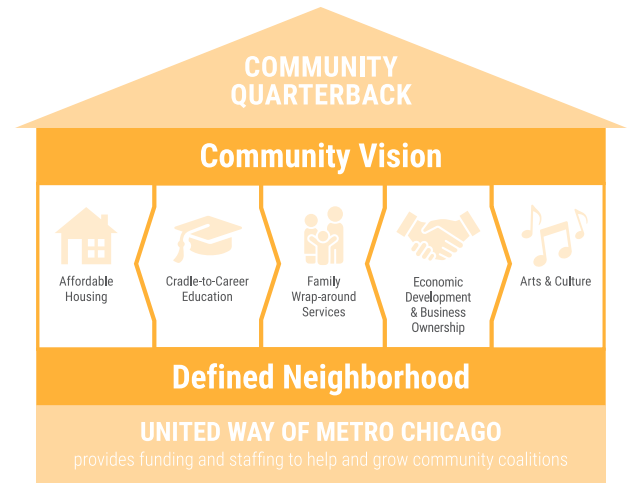 COMMUNITY
QUARTERBACK
Community Vision
Affordable
Housing
Cradle-to-Career
Education
Family
Wrap-around
Services
Economic
Development
& Business
Ownership
Arts & Culture
Defined Neighborhood
UNITED WAY OF METRO CHICAGO
provides funding and staffing to help and grow community coalitions